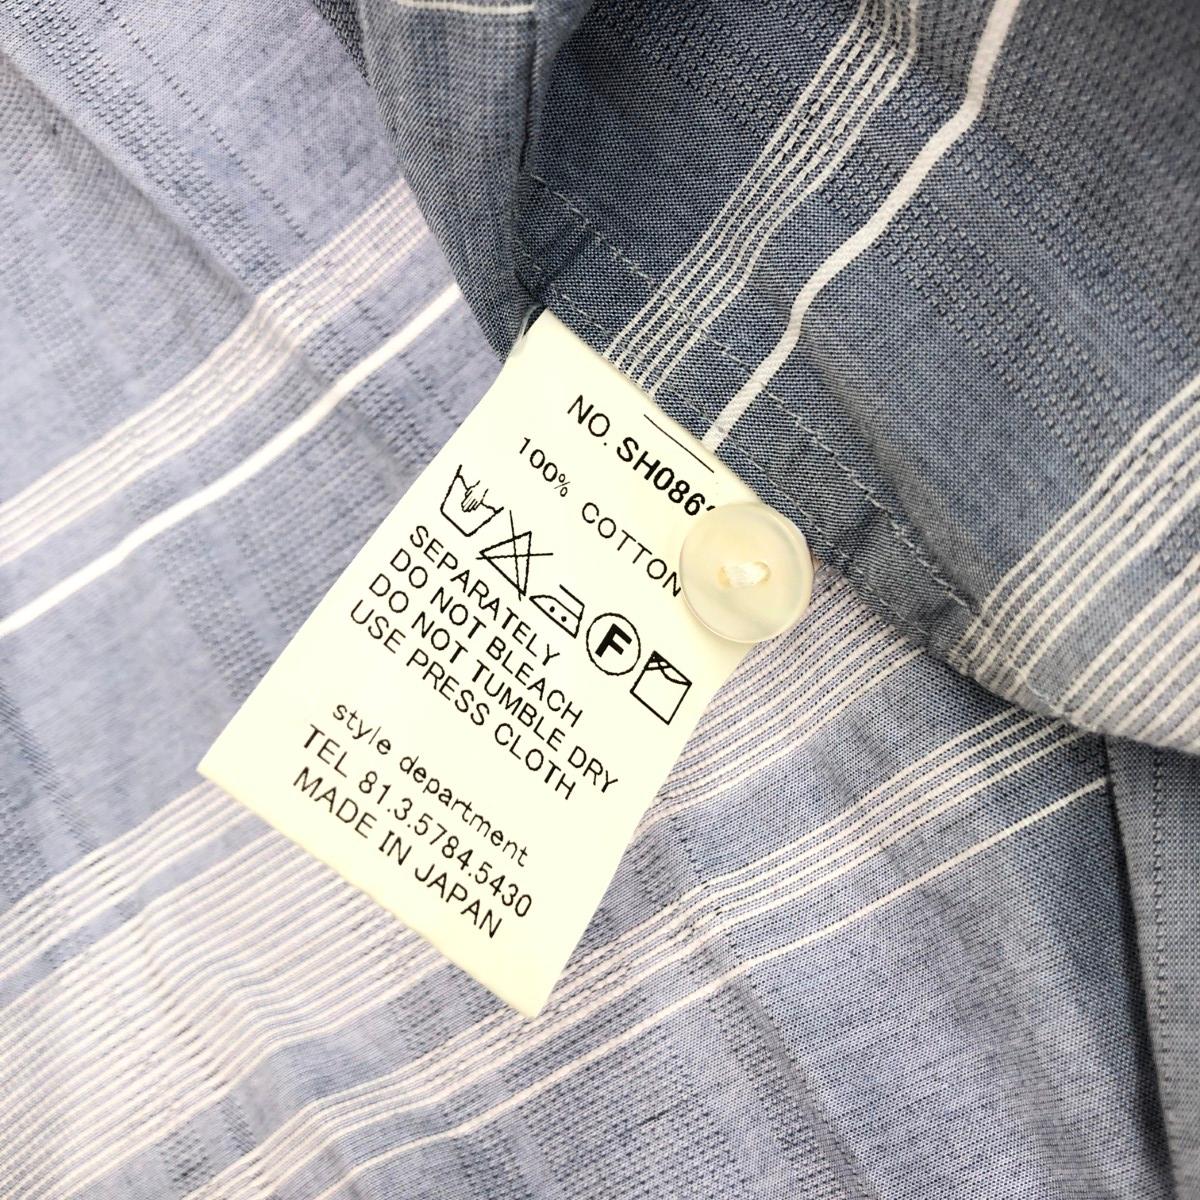 NO. SH086
100% COTTON
F
SEPARATELY
DO NOT BLEACH
DO NOT TUMBLE DRY
USE PRESS CLOTH
style department
TEL 81.3.5784.5430
MADE IN JAPAN